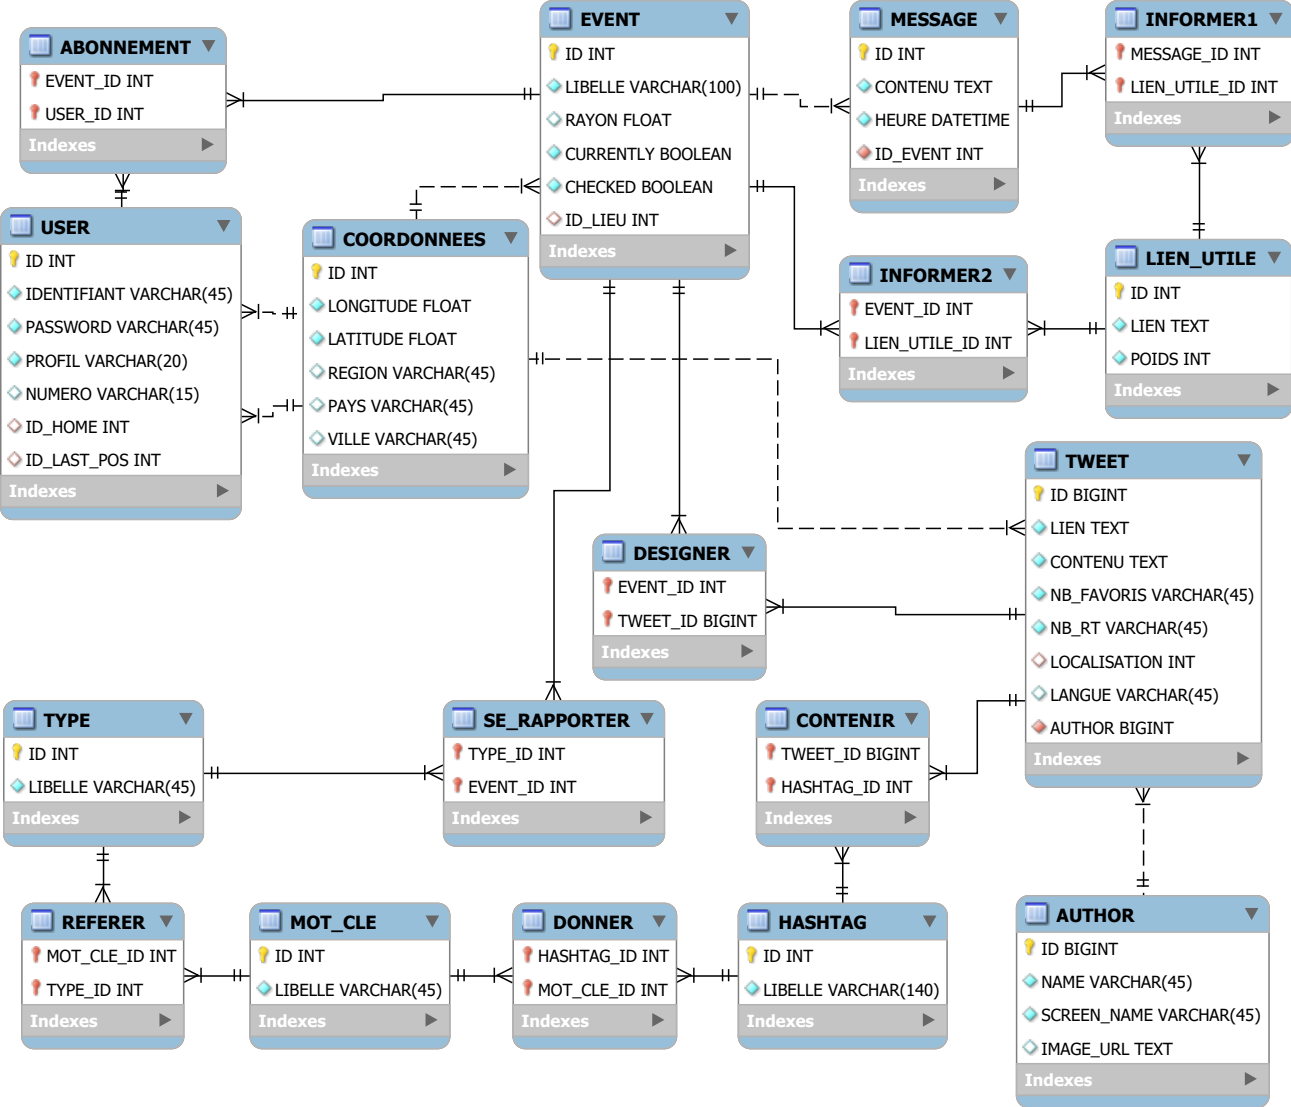 ABONNEMENT
EVENT_ID INT
USER_ID INT
Indexes
EVENT
ID INT
LIBELLE VARCHAR(100)
RAYON FLOAT
CURRENTLY BOOLEAN
CHECKED BOOLEAN
ID_LIEU INT
Indexes
MESSAGE
ID INT
CONTENU TEXT
HEURE DATETIME
ID_EVENT INT
Indexes
INFORMER1
MESSAGE_ID INT
LIEN_UTILE_ID INT
Indexes
USER
ID INT
IDENTIFIANT VARCHAR(45)
PASSWORD VARCHAR(45)
PROFIL VARCHAR(20)
NUMERO VARCHAR(15)
ID_HOME INT
ID_LAST_POS INT
Indexes
COORDONNEES
ID INT
LONGITUDE FLOAT
LATITUDE FLOAT
REGION VARCHAR(45)
PAYS VARCHAR(45)
VILLE VARCHAR(45)
Indexes
INFORMER2
EVENT_ID INT
LIEN_UTILE_ID INT
Indexes
LIEN_UTILE
ID INT
LIEN TEXT
POIDS INT
Indexes
TWEET
ID BIGINT
LIEN TEXT
CONTENU TEXT
NB_FAVORIS VARCHAR(45)
NB_RT VARCHAR(45)
LOCALISATION INT
LANGUE VARCHAR(45)
AUTHOR BIGINT
Indexes
DESIGNER
EVENT_ID INT
TWEET_ID BIGINT
Indexes
TYPE
ID INT
LIBELLE VARCHAR(45)
Indexes
SE_RAPPORTER
TYPE_ID INT
EVENT_ID INT
Indexes
CONTENIR
TWEET_ID BIGINT
HASHTAG_ID INT
Indexes
REFERER
MOT_CLE_ID INT
TYPE_ID INT
Indexes
MOT_CLE
ID INT
LIBELLE VARCHAR(45)
Indexes
DONNER
HASHTAG_ID INT
MOT_CLE_ID INT
Indexes
HASHTAG
ID INT
LIBELLE VARCHAR(140)
Indexes
AUTHOR
ID BIGINT
NAME VARCHAR(45)
SCREEN_NAME VARCHAR(45)
IMAGE_URL TEXT
Indexes